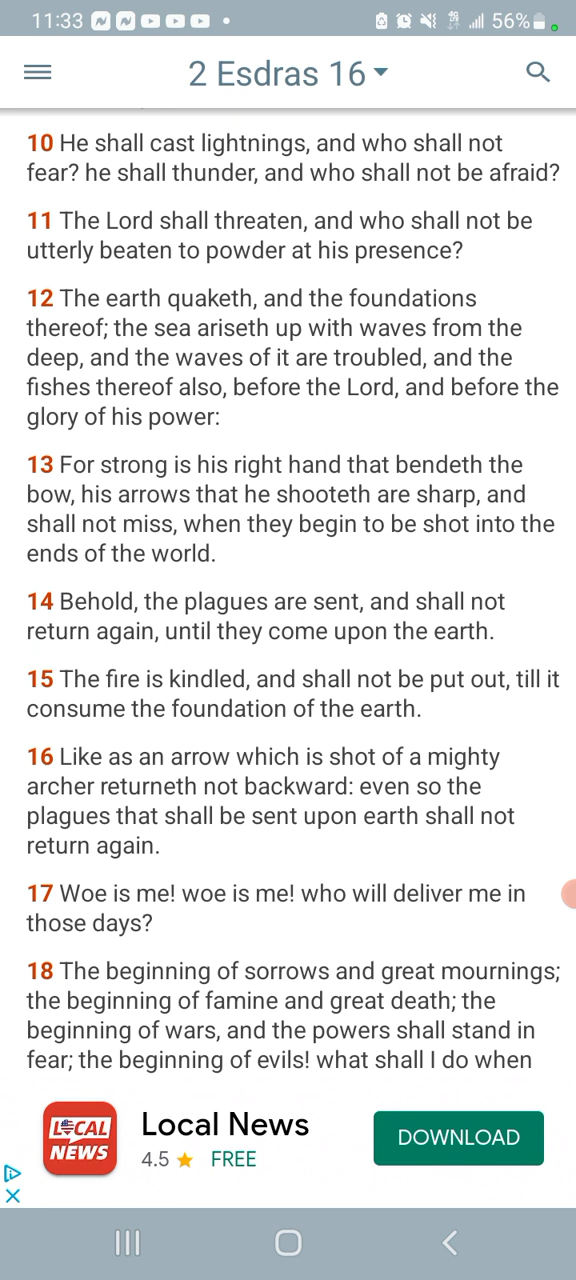 11:33
56%
2 Esdras 16
10 He shall cast lightnings, and who shall not
fear? he shall thunder, and who shall not be afraid?
11 The Lord shall threaten, and who shall not be
utterly beaten to powder at his presence?
12 The earth quaketh, and the foundations
thereof; the sea ariseth up with waves from the
deep, and the waves of it are troubled, and the
fishes thereof also, before the Lord, and before the
glory of his power:
13 For strong is his right hand that bendeth the
bow, his arrows that he shooteth are sharp, and
shall not miss, when they begin to be shot into the
ends of the world.
14 Behold, the plagues are sent, and shall not
return again, until they come upon the earth.
15 The fire is kindled, and shall not be put out, till it
consume the foundation of the earth.
16 Like as an arrow which is shot of a mighty
archer returneth not backward: even so the
plagues that shall be sent upon earth shall not
return again.
17 Woe is me! woe is me! who will deliver me in
those days?
18 The beginning of sorrows and great mournings;
the beginning of famine and great death; the
beginning of wars, and the powers shall stand in
fear; the beginning of evils! what shall I do when
LOCAL
NEWS
Local News
4.5 ★ FREE
DOWNLOAD